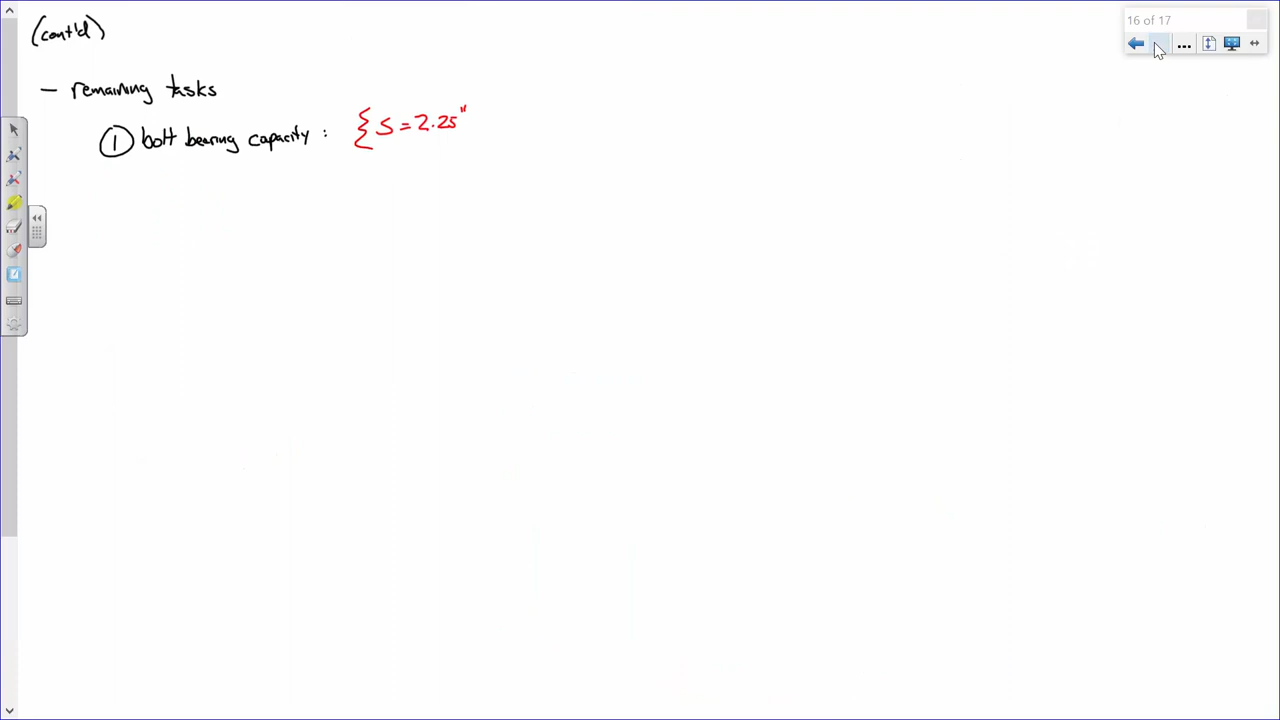 (cont'd)
16 of 17
– remaining tasks
① bolt bearing capacity : { S = 2.25"